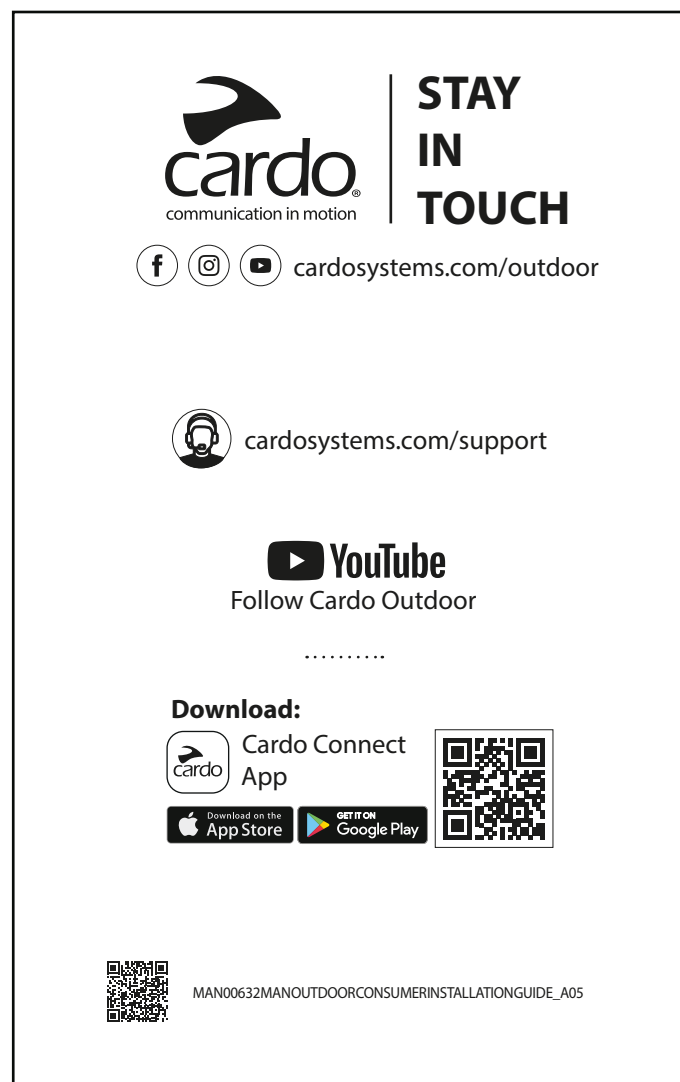 cardo®
communication in motion
STAY
IN
TOUCH
cardosystems.com/outdoor
cardosystems.com/support
YouTube
Follow Cardo Outdoor
..........
Download:
cardo
Cardo Connect
App
Download on the
App Store
GET IT ON
Google Play
MAN00632MANOUTDOORCONSUMERINSTALLATIONGUIDE_A05